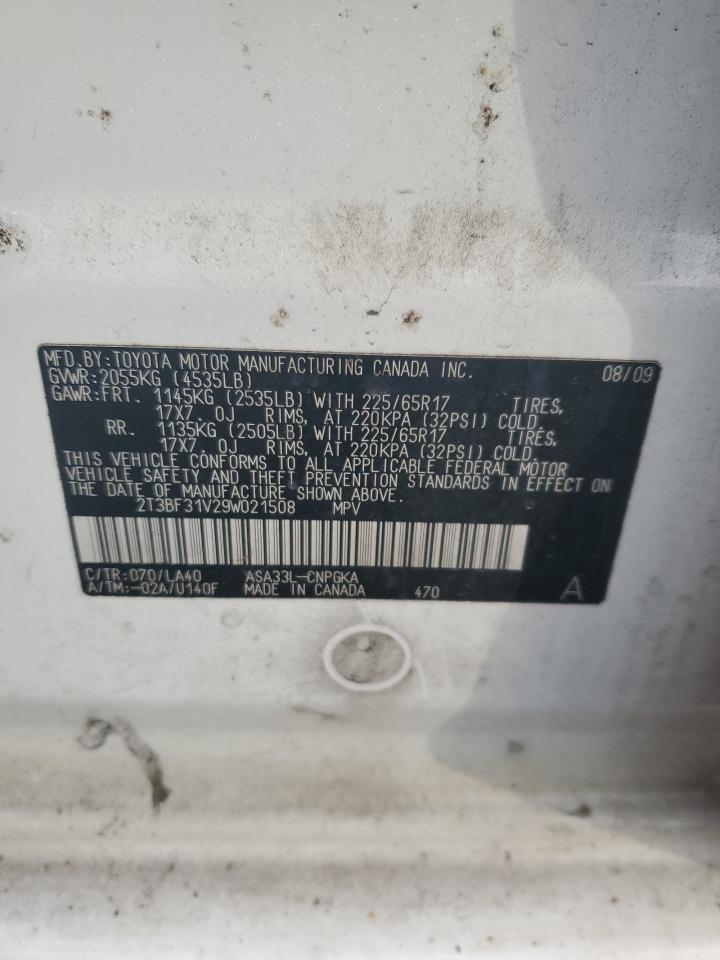 MFD.BY:TOYOTA MOTOR MANUFACTURING CANADA INC. 08/09
GVWR:2055KG (4535LB)
GAWR:FRT. 1145KG (2535LB) WITH 225/65R17 TIRES,
17X7.0J RIMS, AT 220KPA (32PSI) COLD.
RR. 1135KG (2505LB) WITH 225/65R17 TIRES,
17X7.0J RIMS, AT 220KPA (32PSI) COLD.
THIS VEHICLE CONFORMS TO ALL APPLICABLE FEDERAL MOTOR
VEHICLE SAFETY AND THEFT PREVENTION STANDARDS IN EFFECT ON
THE DATE OF MANUFACTURE SHOWN ABOVE.
2T3BF31V29W021508 MPV
C/TR:070/LA40 ASA33L-CNPGKA
A/TM:-02A/U140F MADE IN CANADA 470 A